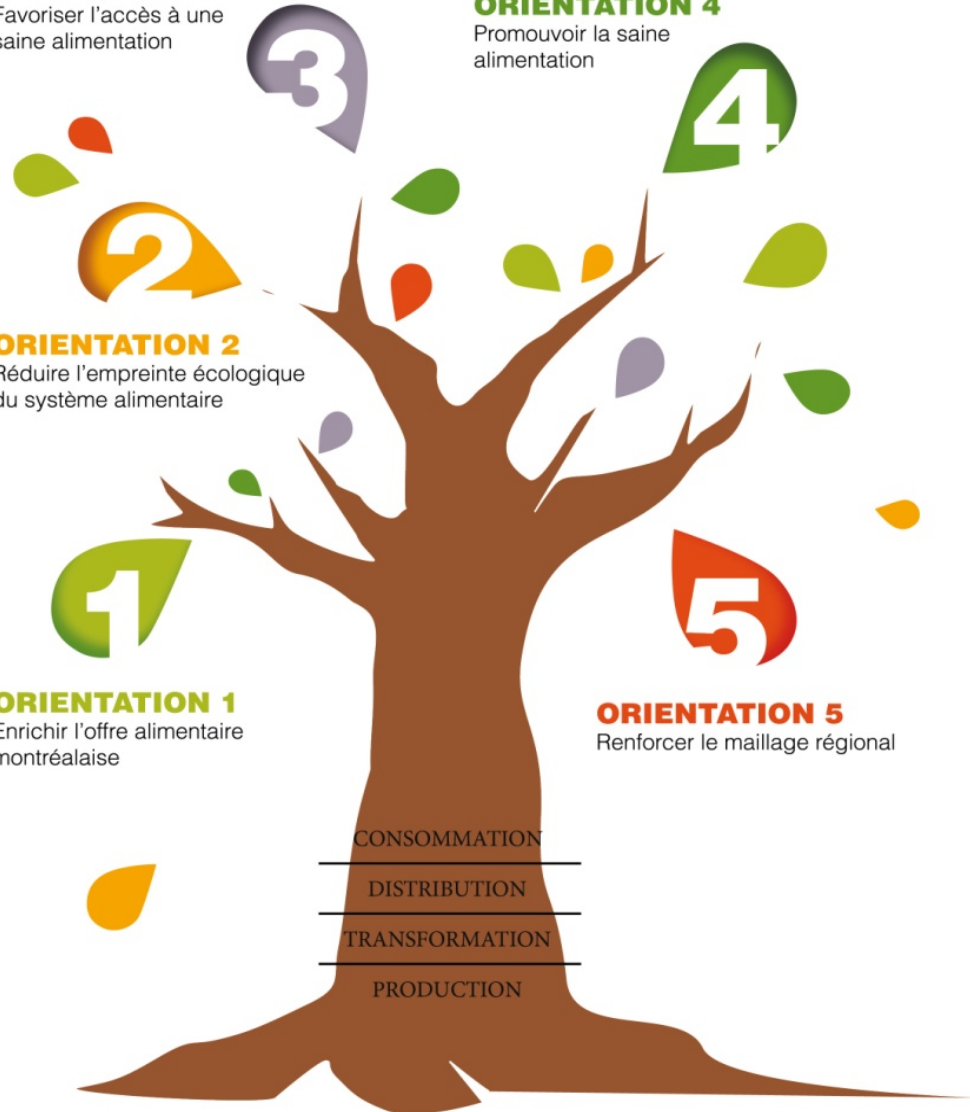 Favoriser l'accès à une
saine alimentation
3
ORIENTATION 4
Promouvoir la saine
alimentation
4
2
ORIENTATION 2
Réduire l'empreinte écologique
du système alimentaire
1
ORIENTATION 1
Enrichir l'offre alimentaire
montréalaise
5
ORIENTATION 5
Renforcer le maillage régional
CONSOMMATION
DISTRIBUTION
TRANSFORMATION
PRODUCTION